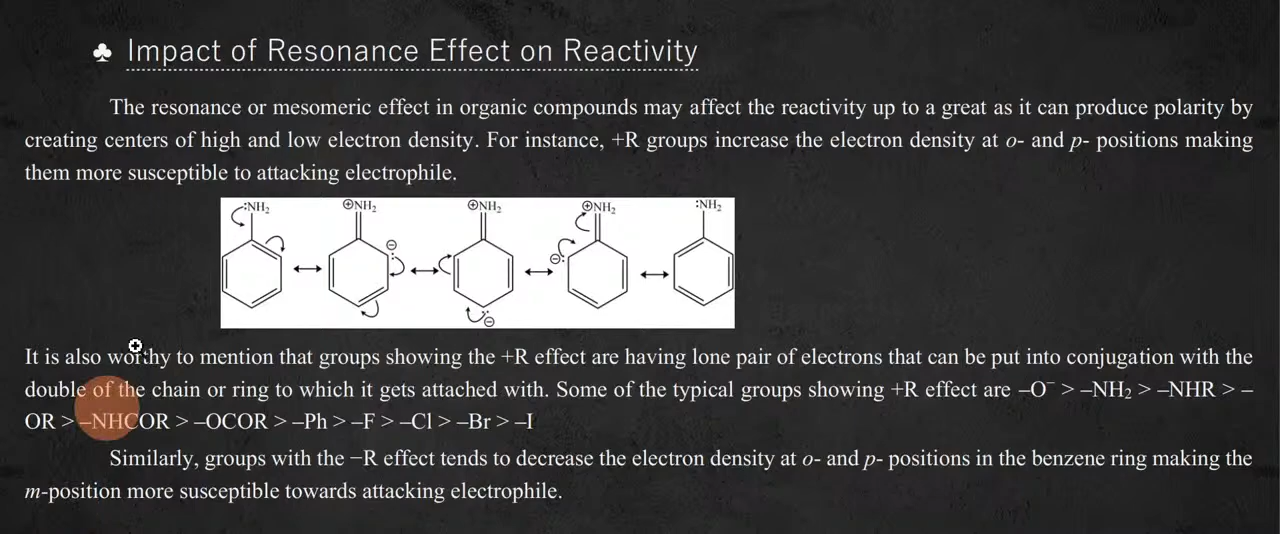 ♣ Impact of Resonance Effect on Reactivity
The resonance or mesomeric effect in organic compounds may affect the reactivity up to a great as it can produce polarity by
creating centers of high and low electron density. For instance, +R groups increase the electron density at o- and p- positions making
them more susceptible to attacking electrophile.
:NH₂ ⊕NH₂ ⊕NH₂ ⊕NH₂ :NH₂
It is also worthy to mention that groups showing the +R effect are having lone pair of electrons that can be put into conjugation with the
double of the chain or ring to which it gets attached with. Some of the typical groups showing +R effect are –O⁻ > –NH₂ > –NHR > –
OR > –NHCOR > –OCOR > –Ph > –F > –Cl > –Br > –I
Similarly, groups with the −R effect tends to decrease the electron density at o- and p- positions in the benzene ring making the
m-position more susceptible towards attacking electrophile.